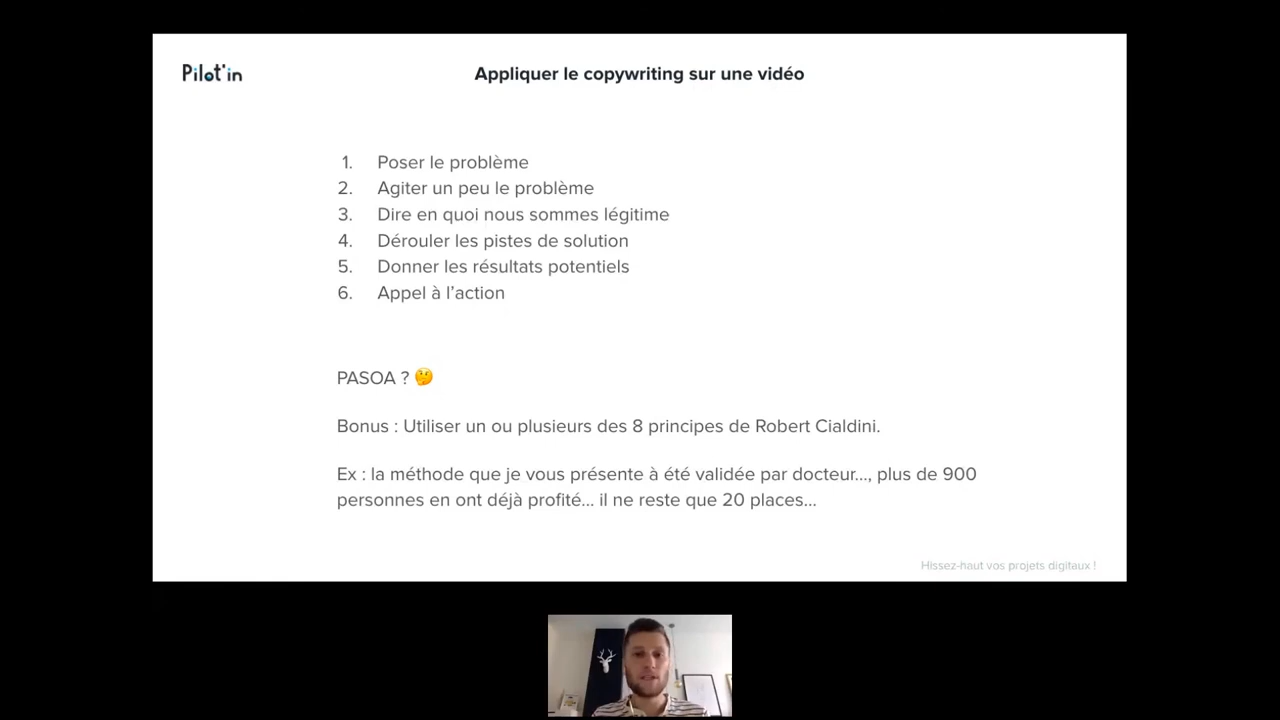 Pilot'in
Appliquer le copywriting sur une vidéo
1. Poser le problème
2. Agiter un peu le problème
3. Dire en quoi nous sommes légitime
4. Dérouler les pistes de solution
5. Donner les résultats potentiels
6. Appel à l'action
PASOA ? 🤔
Bonus : Utiliser un ou plusieurs des 8 principes de Robert Cialdini.
Ex : la méthode que je vous présente à été validée par docteur..., plus de 900
personnes en ont déjà profité... il ne reste que 20 places...
Hissez-haut vos projets digitaux !